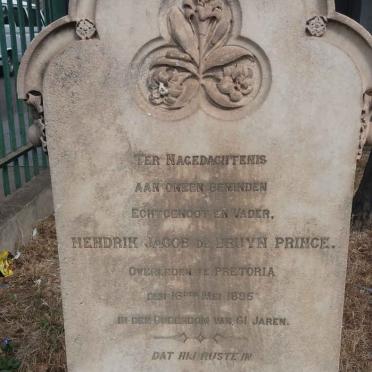 TER NAGEDACHTENIS
AAN ONZEN BEMINDEN
ECHTGENOOT EN VADER,
HENDRIK JACOB DE BRUYN PRINCE.
OVERLEDEN TE PRETORIA
DEN 16DEN MEI 1895
IN DEN OUDERDOM VAN 61 JAREN.
DAT HIJ RUSTE IN